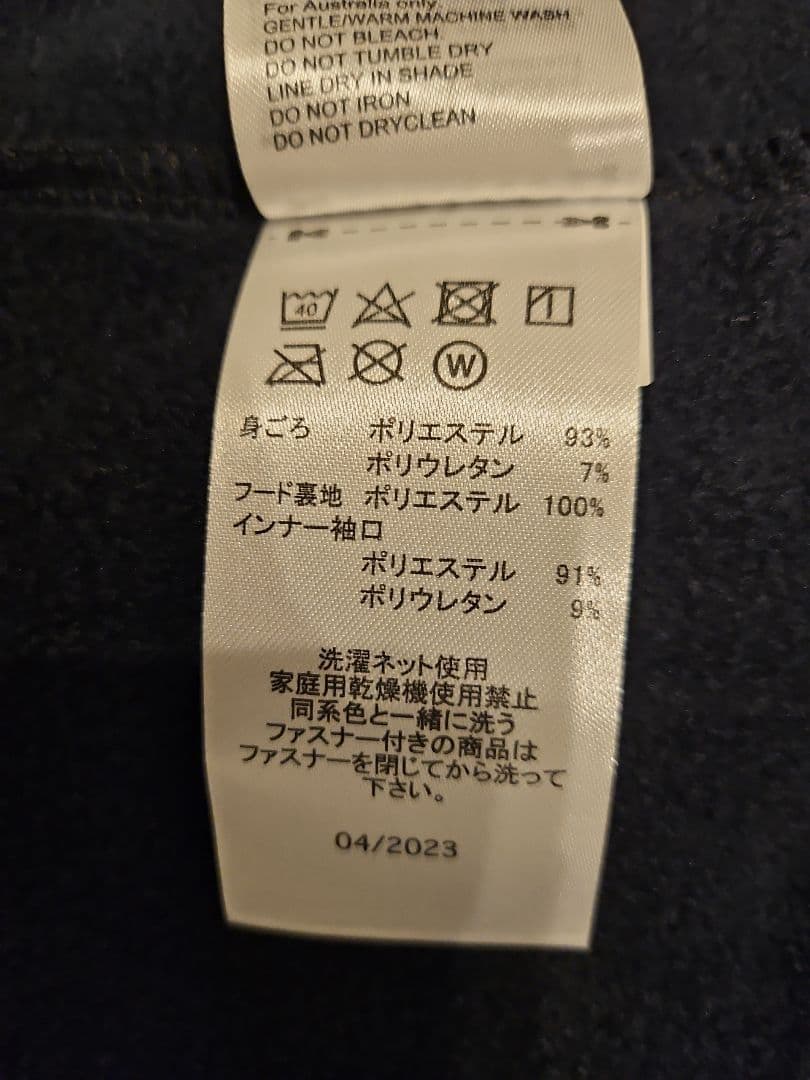 For Australia only.
GENTLE/WARM MACHINE WASH
DO NOT BLEACH
DO NOT TUMBLE DRY
LINE DRY IN SHADE
DO NOT IRON
DO NOT DRYCLEAN
40
W
身ごろ ポリエステル 93%
ポリウレタン 7%
フード裏地 ポリエステル 100%
インナー袖口
ポリエステル 91%
ポリウレタン 9%
洗濯ネット使用
家庭用乾燥機使用禁止
同系色と一緒に洗う
ファスナー付きの商品は
ファスナーを閉じてから洗って
下さい。
04/2023